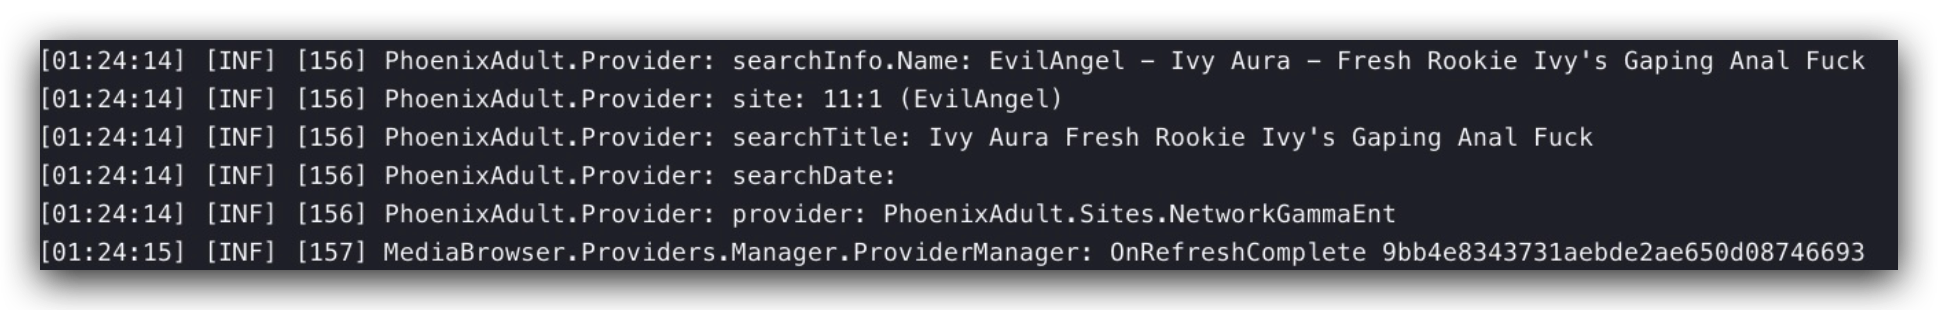 [01:24:14] [INF] [156] PhoenixAdult.Provider: searchInfo.Name: EvilAngel – Ivy Aura – Fresh Rookie Ivy's Gaping Anal Fuck
[01:24:14] [INF] [156] PhoenixAdult.Provider: site: 11:1 (EvilAngel)
[01:24:14] [INF] [156] PhoenixAdult.Provider: searchTitle: Ivy Aura Fresh Rookie Ivy's Gaping Anal Fuck
[01:24:14] [INF] [156] PhoenixAdult.Provider: searchDate:
[01:24:14] [INF] [156] PhoenixAdult.Provider: provider: PhoenixAdult.Sites.NetworkGammaEnt
[01:24:15] [INF] [157] MediaBrowser.Providers.Manager.ProviderManager: OnRefreshComplete 9bb4e8343731aebde2ae650d08746693